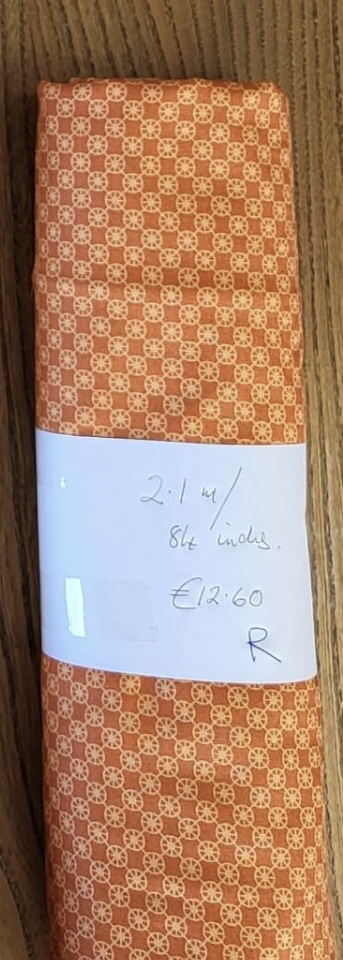 2.1 m/
84 inches.
€12.60
R